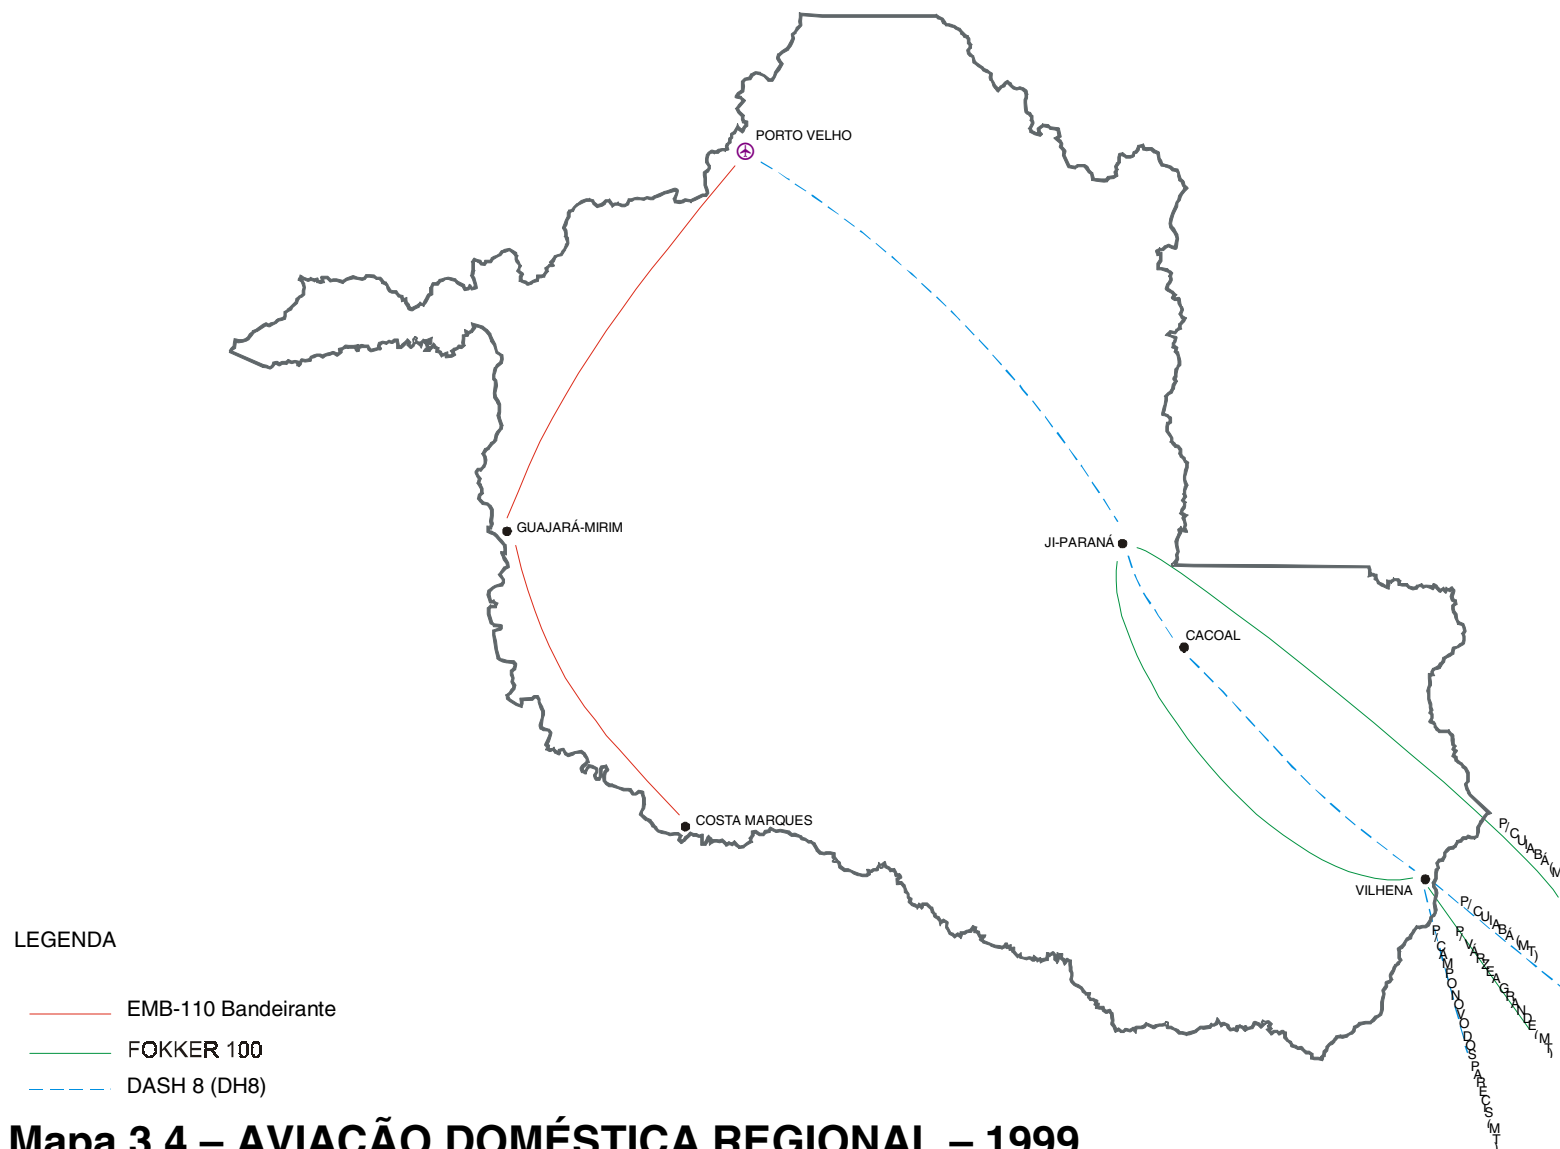 PORTO VELHO
GUAJARÁ-MIRIM
JI-PARANÁ
CACOAL
COSTA MARQUES
VILHENA
P/ CUIABÁ (M
P/ CUIABÁ (MT)
P/ VÁRZEA GRANDE (MT)
P/ CAMPO NOVO DOS PARECIS (MT)
LEGENDA
EMB-110 Bandeirante
FOKKER 100
DASH 8 (DH8)
Mapa 3.4 – AVIAÇÃO DOMÉSTICA REGIONAL – 1999